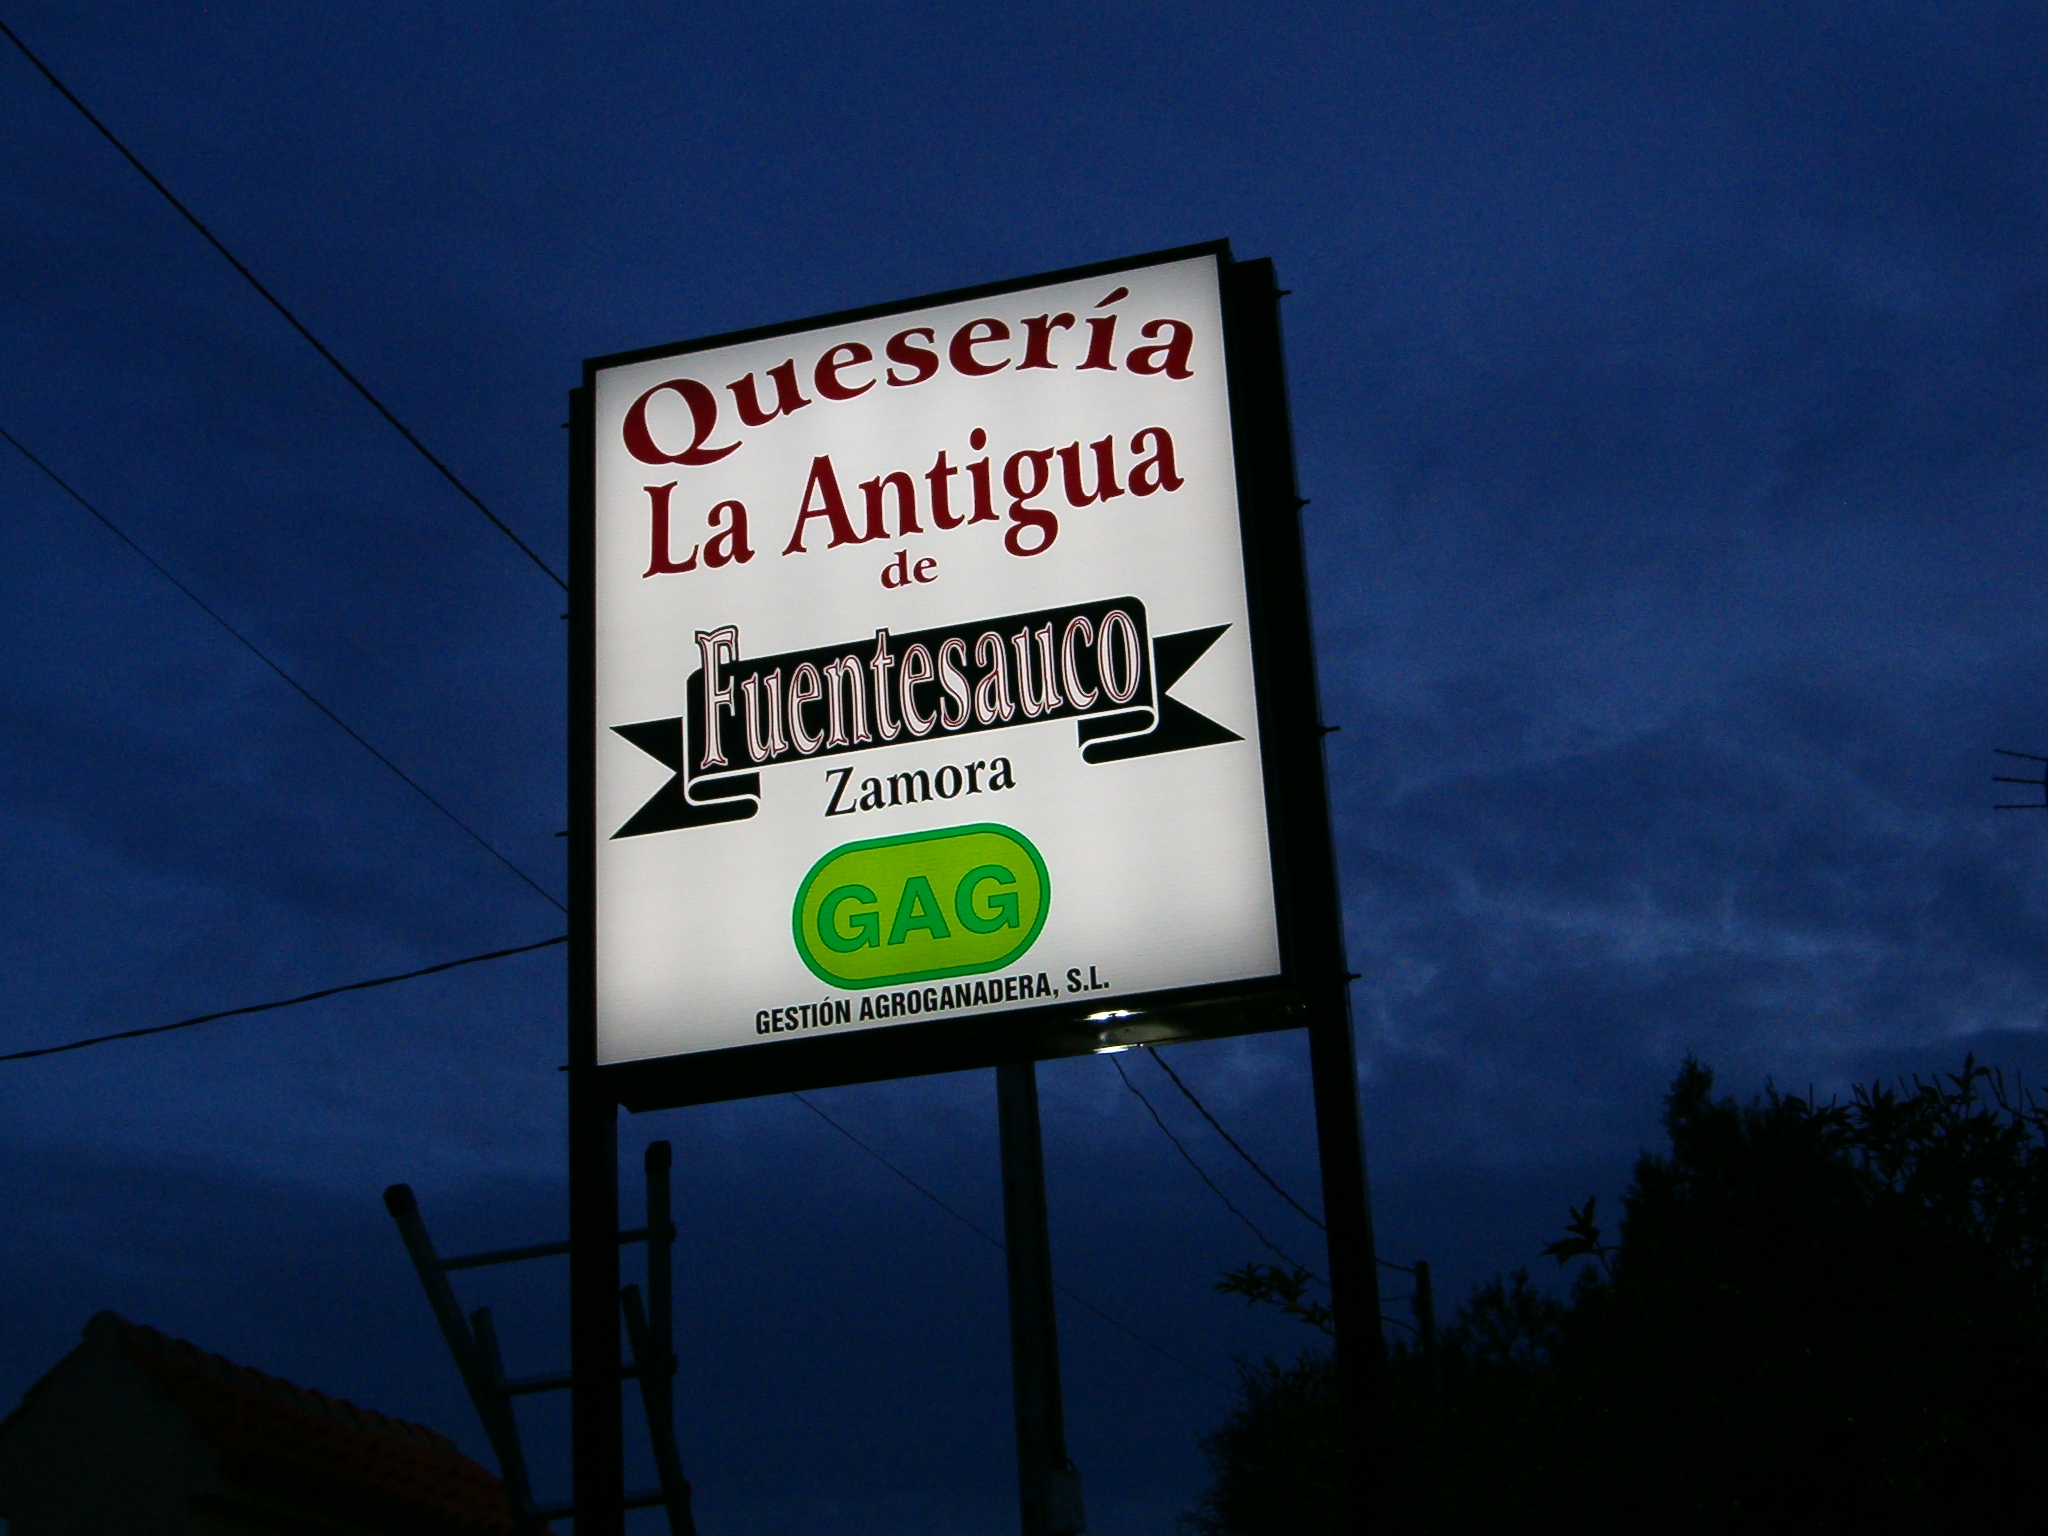 Quesería
La Antigua
de
Fuentesauco
Zamora
GAG
GESTIÓN AGROGANADERA, S.L.